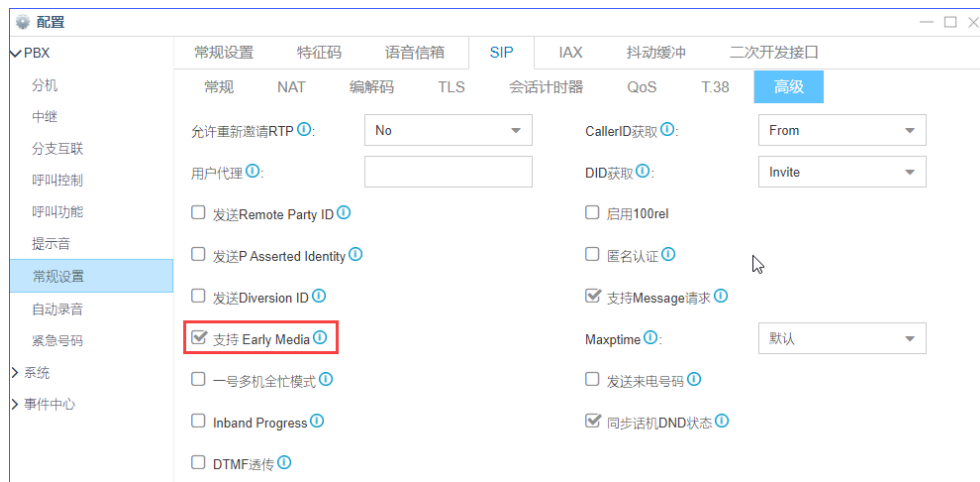 配置
PBX
分机
中继
分支互联
呼叫控制
呼叫功能
提示音
常规设置
自动录音
紧急号码
系统
事件中心
常规设置 特征码 语音信箱 SIP IAX 抖动缓冲 二次开发接口
常规 NAT 编解码 TLS 会话计时器 QoS T.38 高级
允许重新邀请RTP : No CallerID获取 : From
用户代理 : DID获取 : Invite
发送Remote Party ID 启用100rel
发送P Asserted Identity 匿名认证
发送Diversion ID 支持Message请求
支持 Early Media Maxptime : 默认
一号多机全忙模式 发送来电号码
Inband Progress 同步话机DND状态
DTMF透传